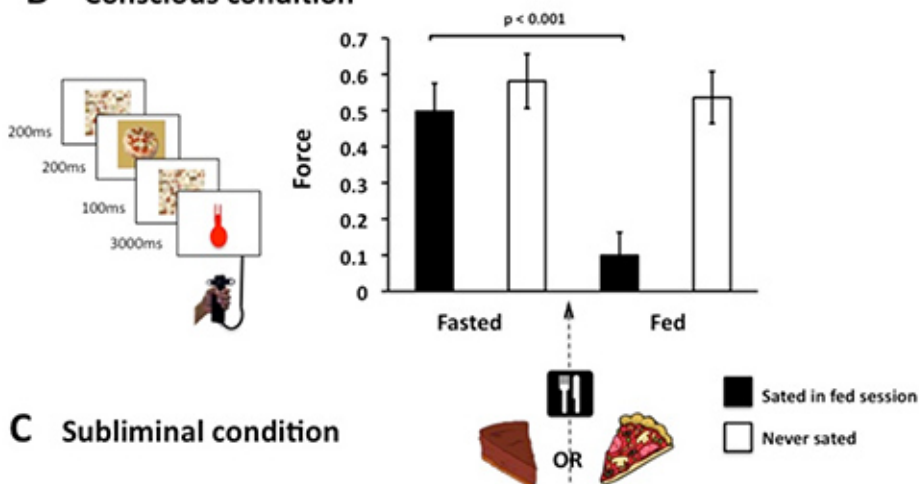 Conscious condition
p < 0.001
0.7
0.6
0.5
0.4
0.3
0.2
0.1
0
Force
200ms
200ms
100ms
3000ms
Fasted
Fed
Sated in fed session
Never sated
OR
C Subliminal condition